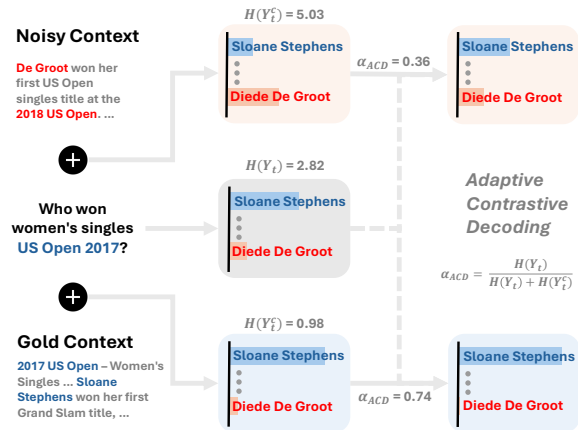 H(Y_t^c) = 5.03
Noisy Context
De Groot won her
first US Open
singles title at the
2018 US Open. ...
Sloane Stephens
Diede De Groot
α_ACD = 0.36
Sloane Stephens
Diede De Groot
H(Y_t) = 2.82
Who won
women's singles
US Open 2017?
Sloane Stephens
Diede De Groot
Adaptive
Contrastive
Decoding
α_ACD = H(Y_t) / H(Y_t) + H(Y_t^c)
H(Y_t^c) = 0.98
Gold Context
2017 US Open – Women's
Singles ... Sloane
Stephens won her first
Grand Slam title, ...
Sloane Stephens
Diede De Groot
α_ACD = 0.74
Sloane Stephens
Diede De Groot